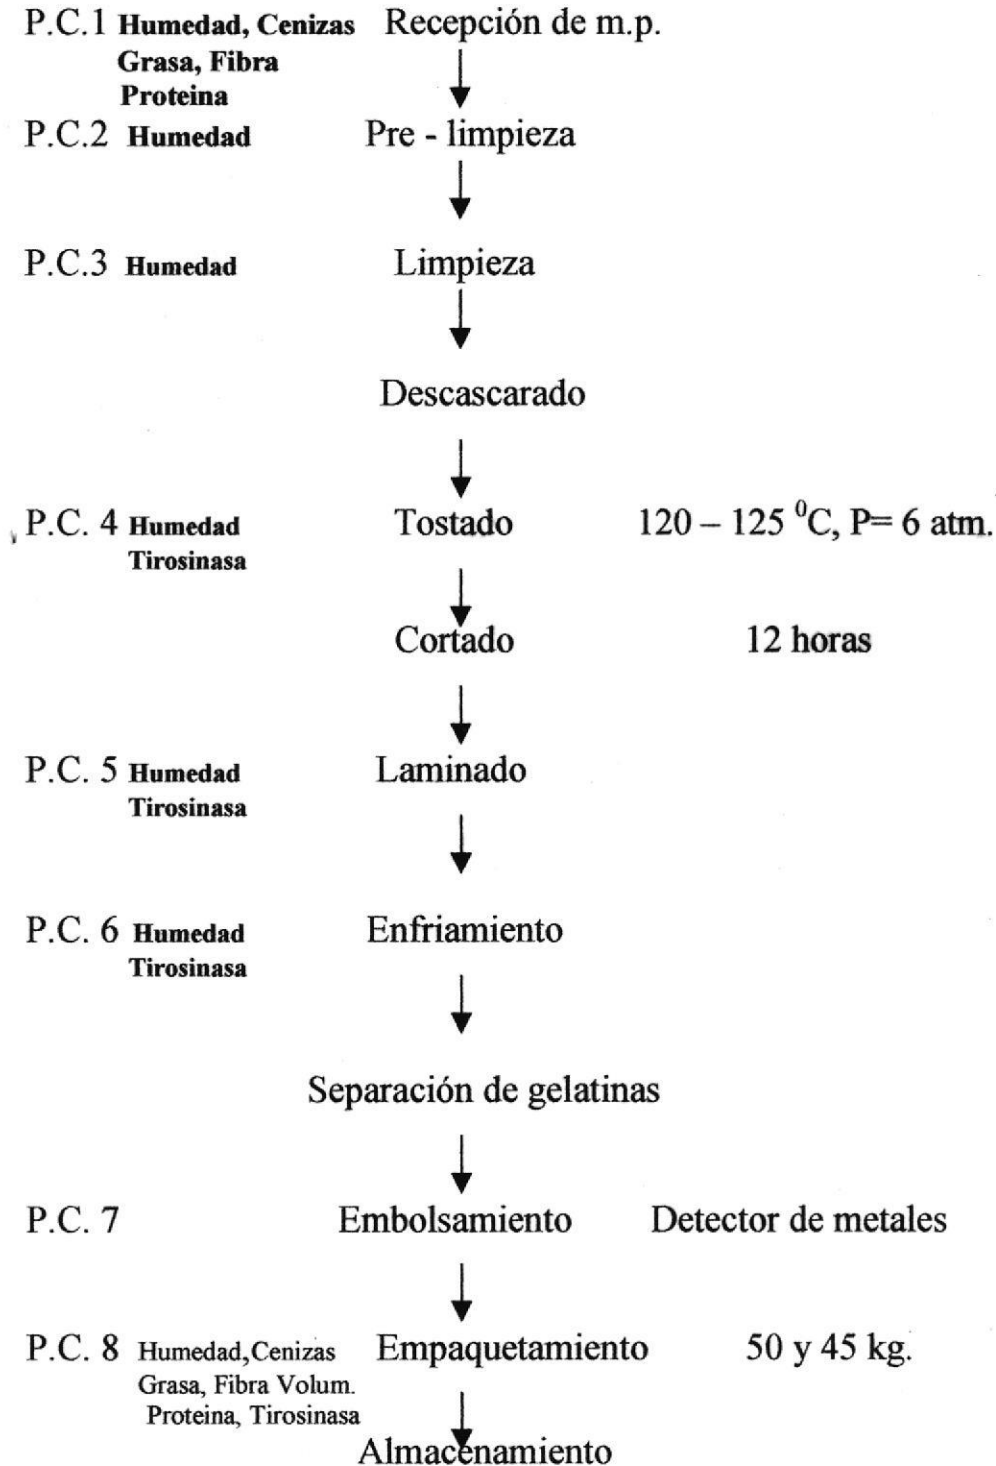 P.C.1 Humedad, Cenizas Recepción de m.p.
Grasa, Fibra
Proteina
P.C.2 Humedad Pre - limpieza
P.C.3 Humedad Limpieza
Descascarado
P.C. 4 Humedad Tostado 120 – 125 ⁰C, P= 6 atm.
Tirosinasa
Cortado 12 horas
P.C. 5 Humedad Laminado
Tirosinasa
P.C. 6 Humedad Enfriamiento
Tirosinasa
Separación de gelatinas
P.C. 7 Embolsamiento Detector de metales
P.C. 8 Humedad,Cenizas Empaquetamiento 50 y 45 kg.
Grasa, Fibra Volum.
Proteina, Tirosinasa
Almacenamiento